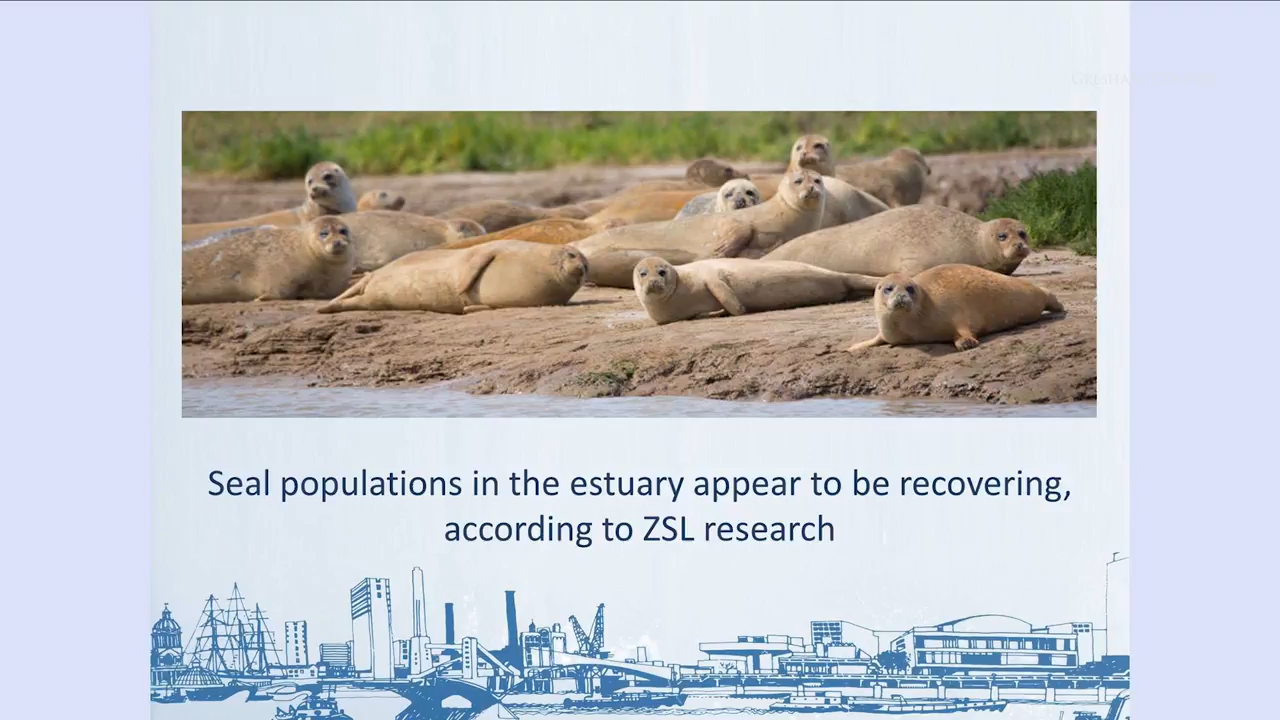 Seal populations in the estuary appear to be recovering,
according to ZSL research